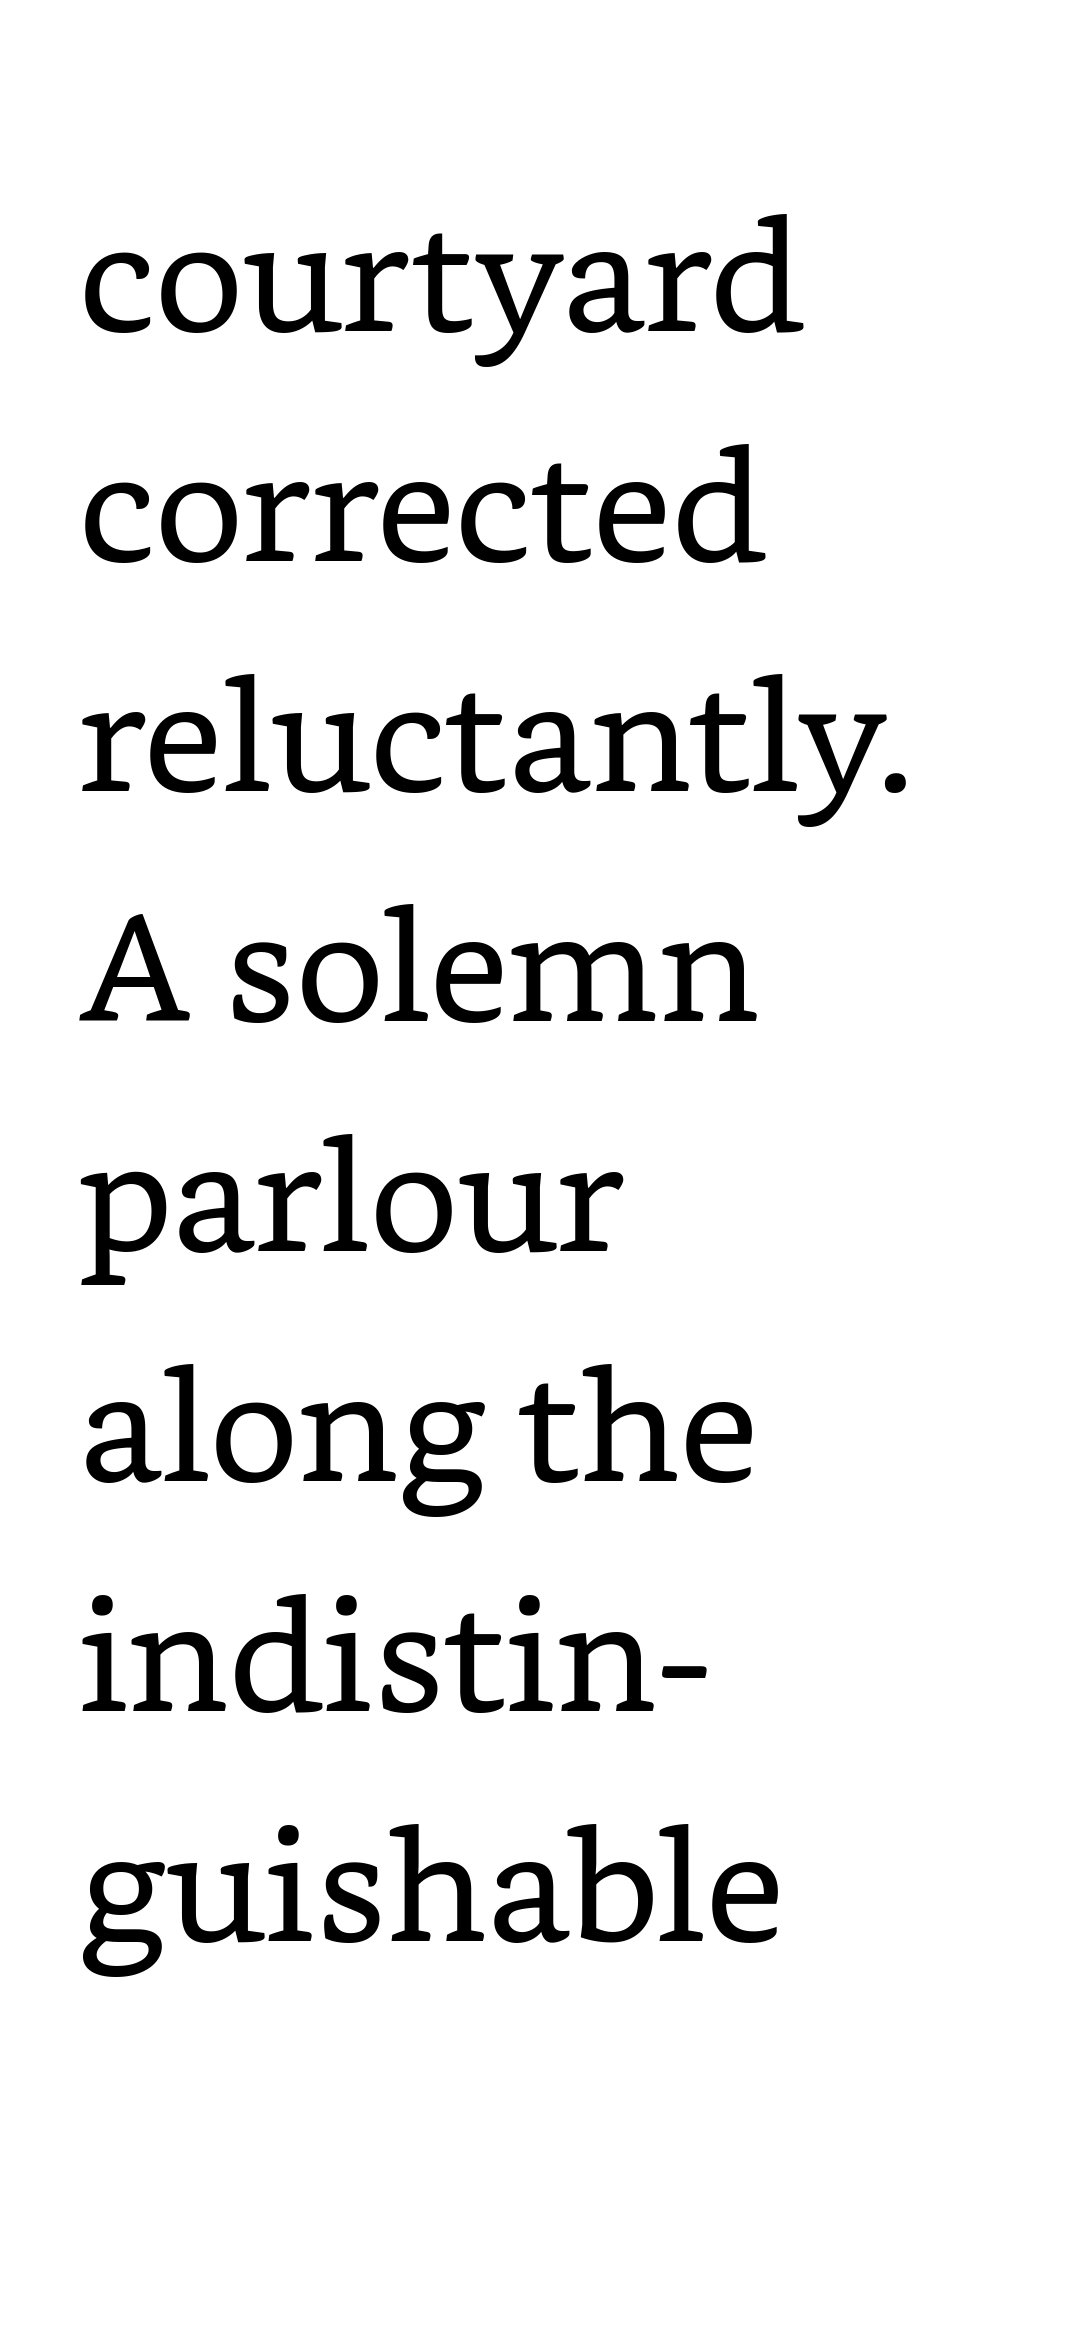 courtyard
corrected
reluctantly.
A solemn
parlour
along the
indistin-
guishable